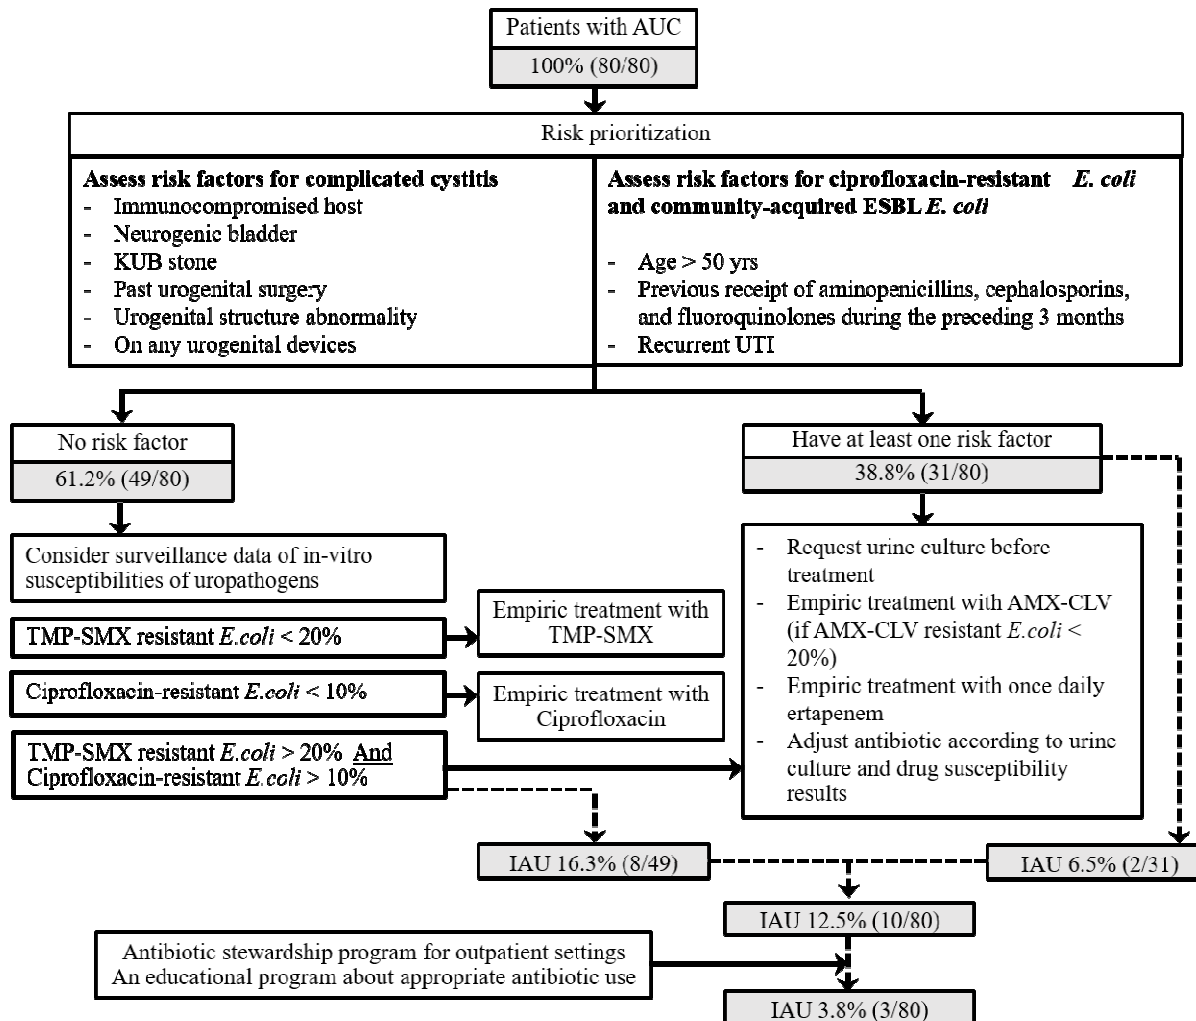 Patients with AUC
100% (80/80)
Risk prioritization
Assess risk factors for complicated cystitis
- Immunocompromised host
- Neurogenic bladder
- KUB stone
- Past urogenital surgery
- Urogenital structure abnormality
- On any urogenital devices
Assess risk factors for ciprofloxacin-resistant E. coli
and community-acquired ESBL E. coli
- Age > 50 yrs
- Previous receipt of aminopenicillins, cephalosporins,
and fluoroquinolones during the preceding 3 months
- Recurrent UTI
No risk factor
61.2% (49/80)
Have at least one risk factor
38.8% (31/80)
Consider surveillance data of in-vitro
susceptibilities of uropathogens
TMP-SMX resistant E.coli < 20%
Empiric treatment with
TMP-SMX
Ciprofloxacin-resistant E.coli < 10%
Empiric treatment with
Ciprofloxacin
TMP-SMX resistant E.coli > 20% And
Ciprofloxacin-resistant E.coli > 10%
- Request urine culture before
treatment
- Empiric treatment with AMX-CLV
(if AMX-CLV resistant E.coli <
20%)
- Empiric treatment with once daily
ertapenem
- Adjust antibiotic according to urine
culture and drug susceptibility
results
IAU 16.3% (8/49)
IAU 6.5% (2/31)
IAU 12.5% (10/80)
Antibiotic stewardship program for outpatient settings
An educational program about appropriate antibiotic use
IAU 3.8% (3/80)